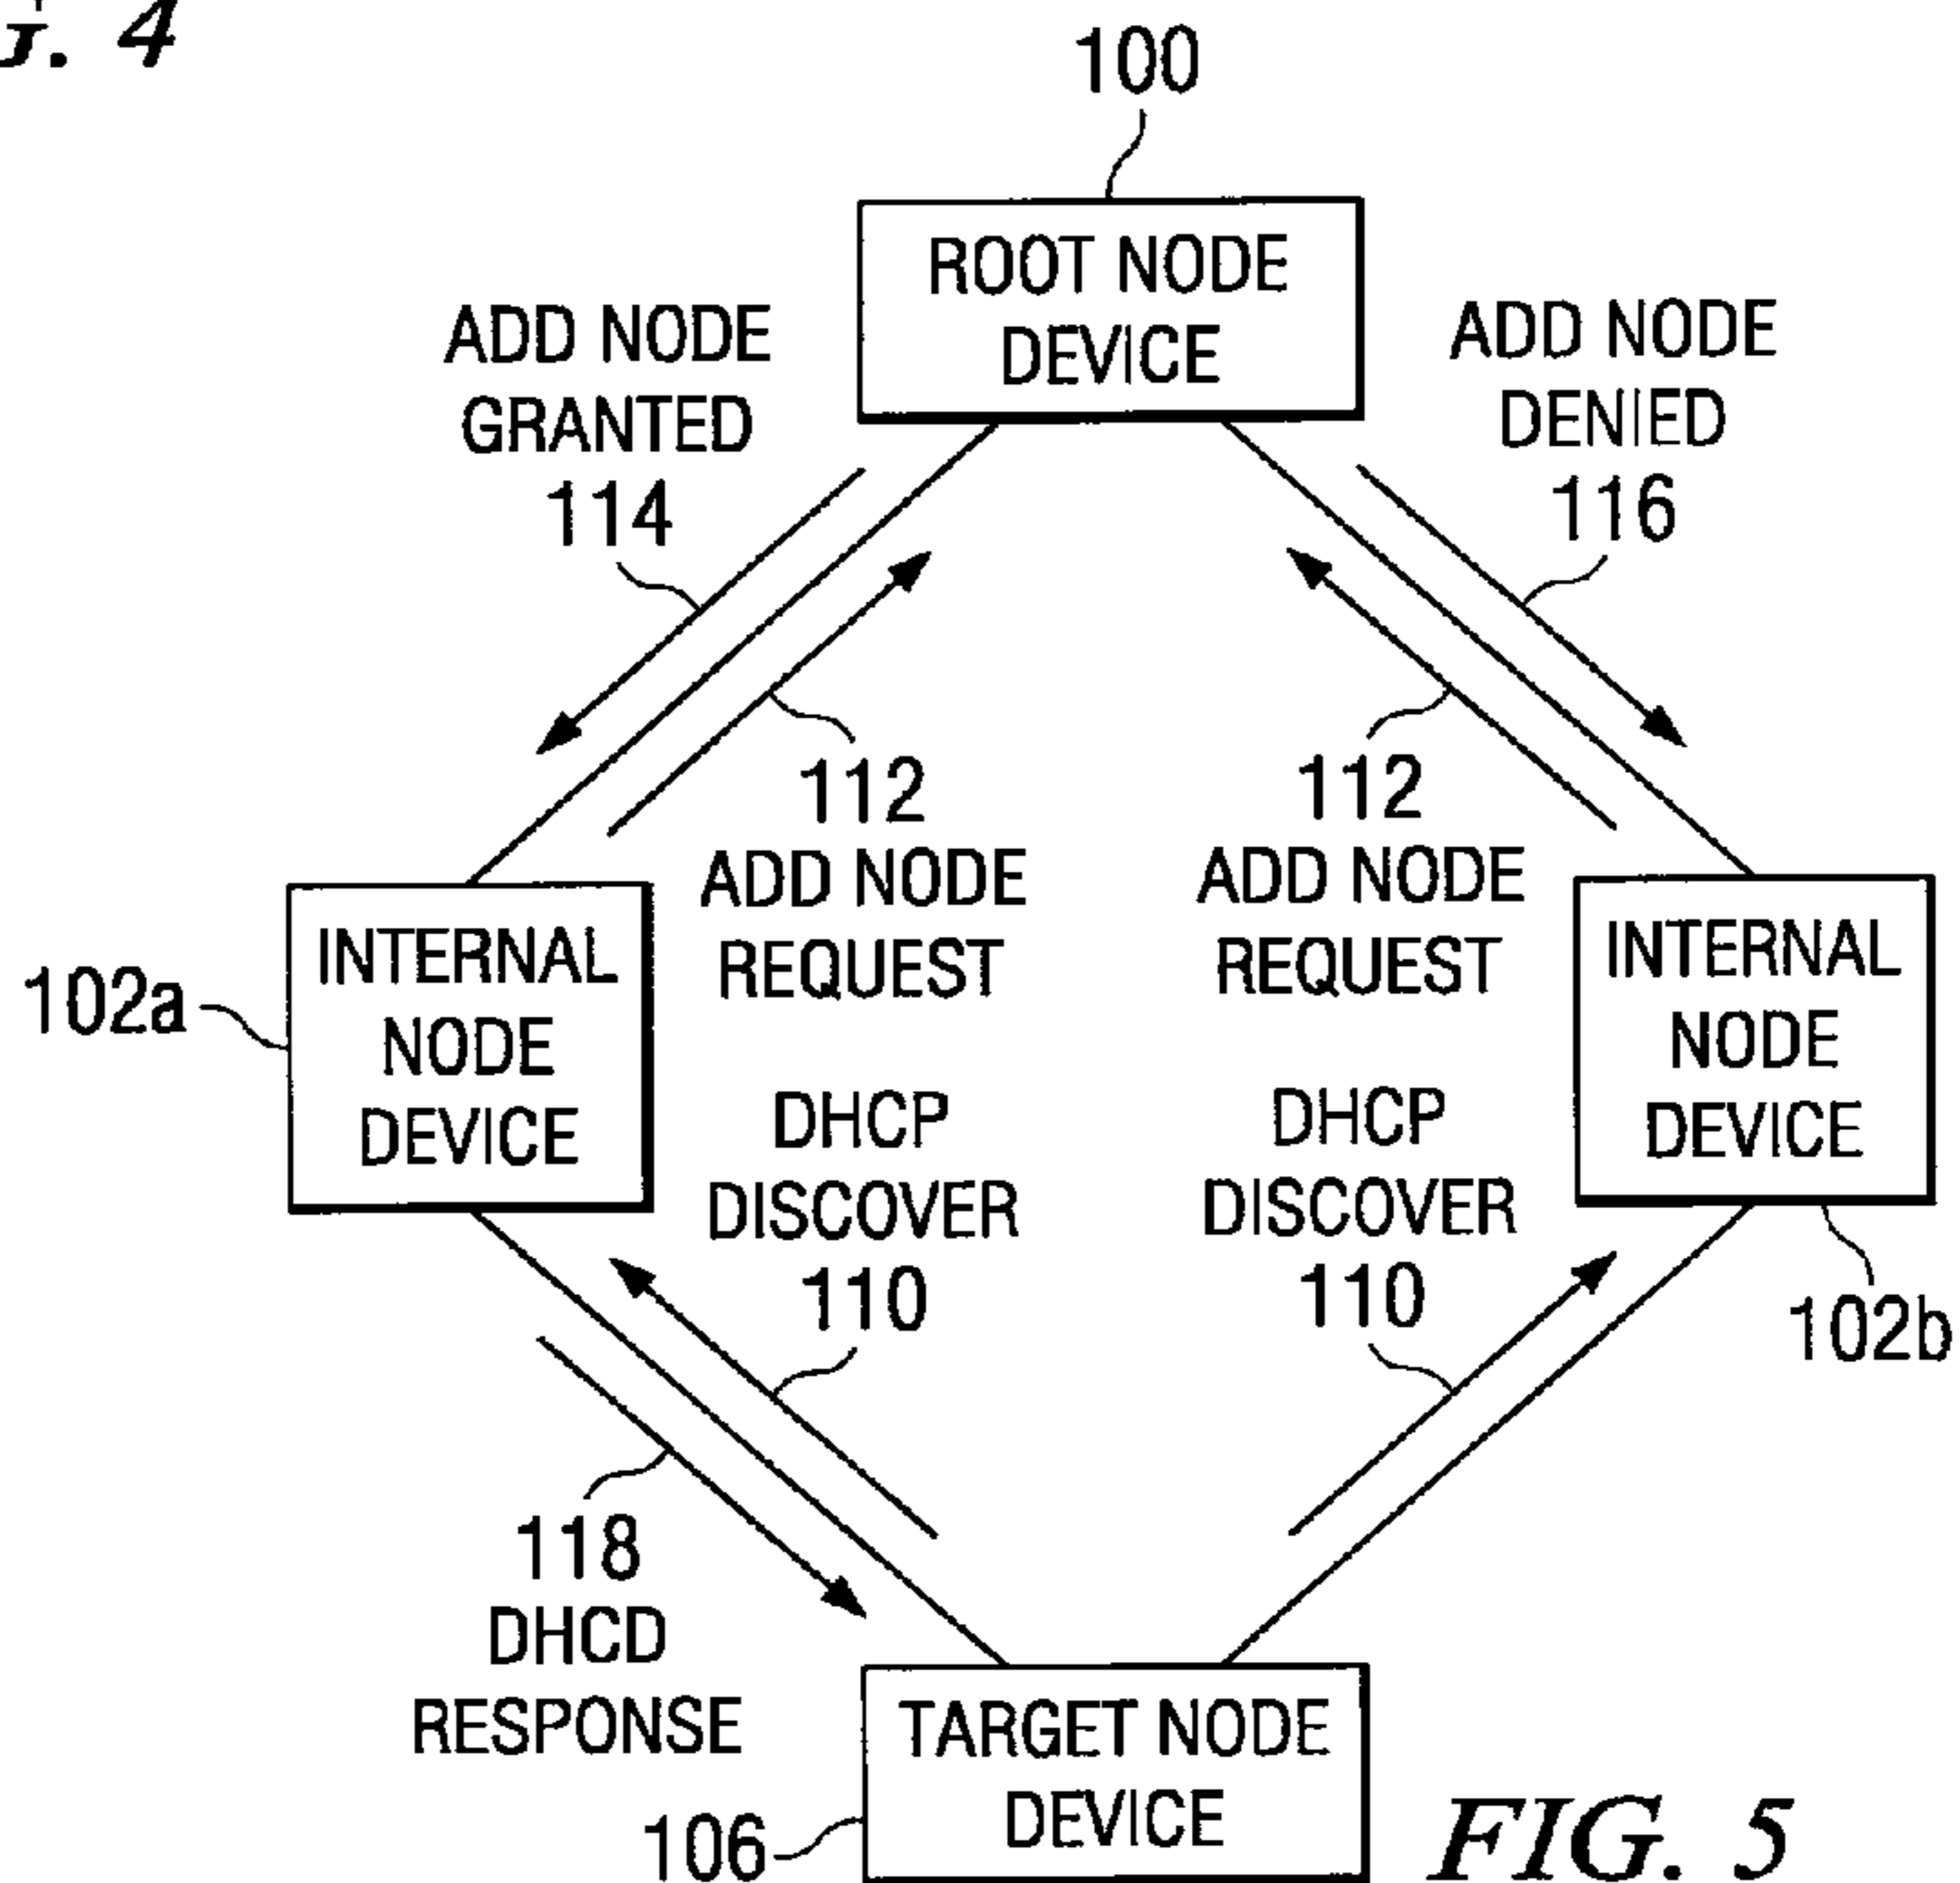 . 4
100
ROOT NODE
DEVICE
ADD NODE
GRANTED
114
ADD NODE
DENIED
116
112
ADD NODE
REQUEST
112
ADD NODE
REQUEST
102a
INTERNAL
NODE
DEVICE
INTERNAL
NODE
DEVICE
102b
DHCP
DISCOVER
110
DHCP
DISCOVER
110
118
DHCD
RESPONSE
TARGET NODE
DEVICE
106
FIG. 5